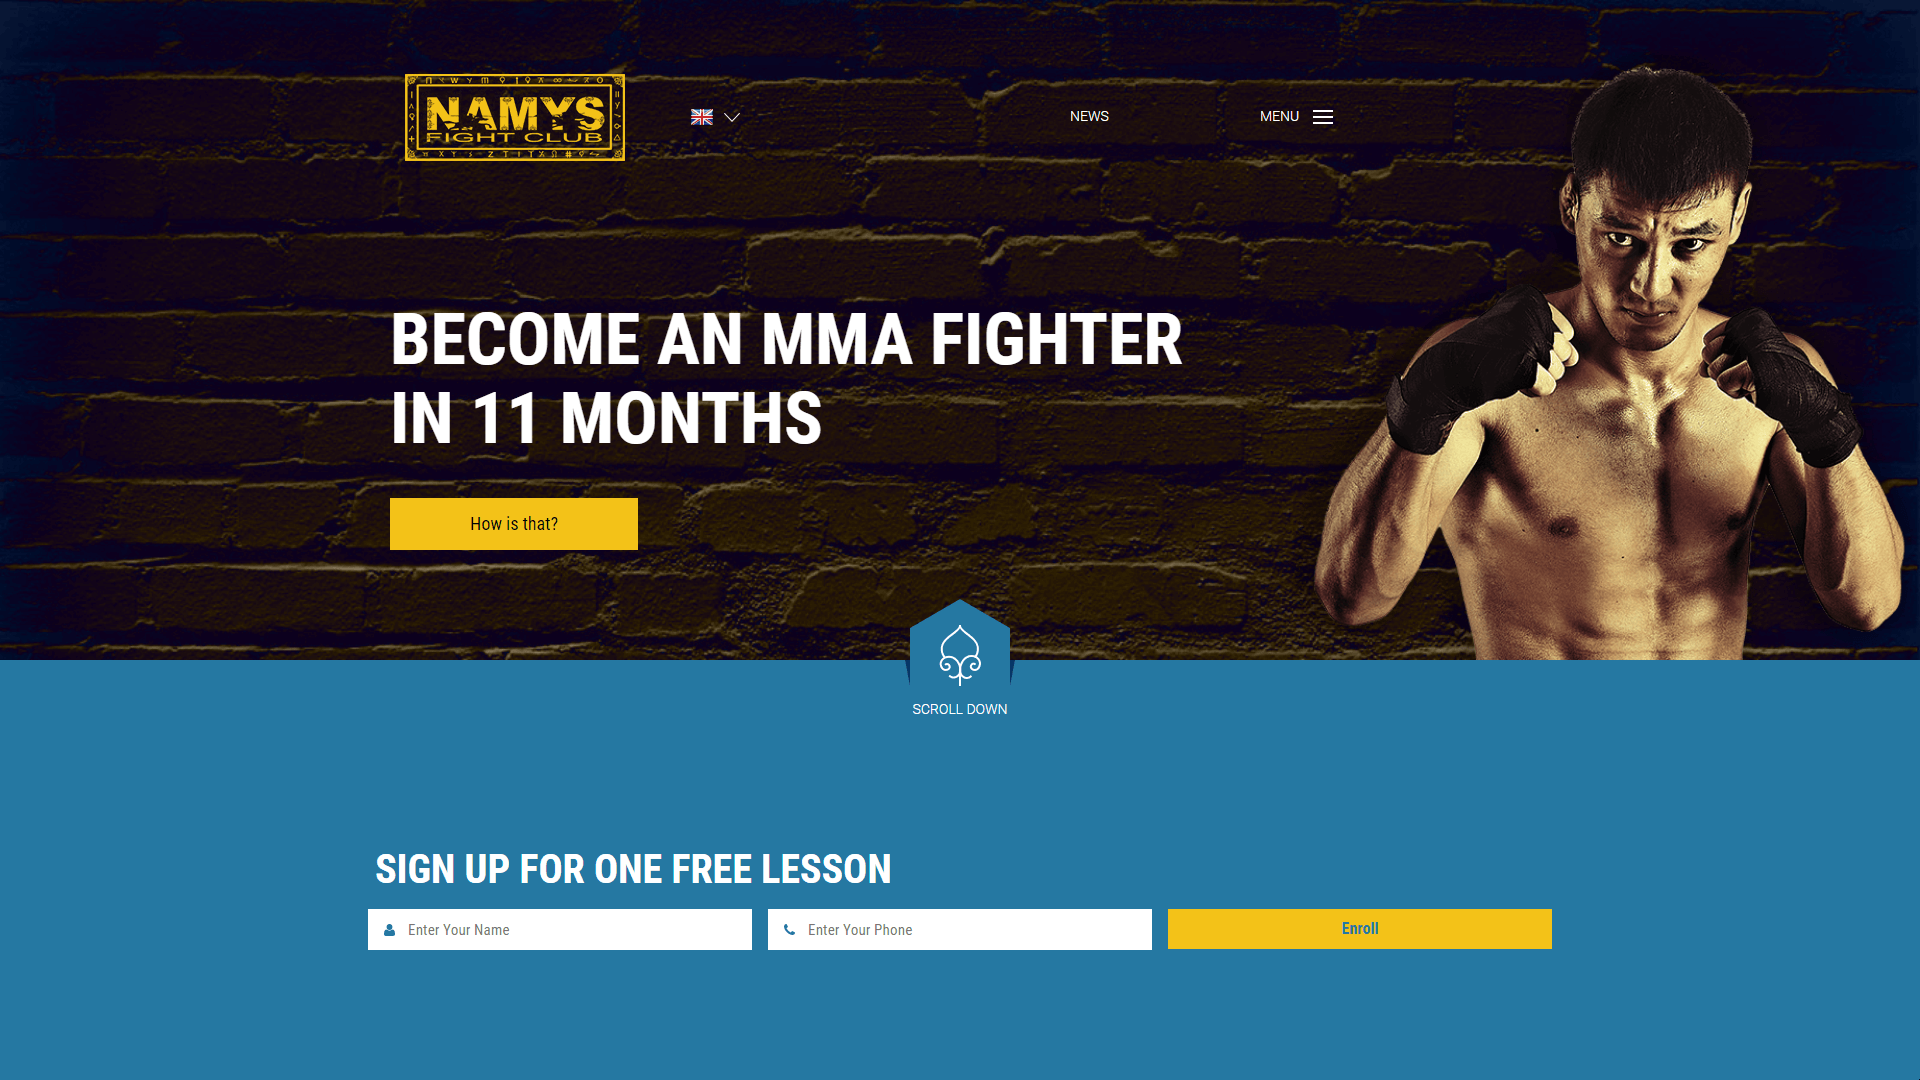 NAMYS
FIGHT CLUB
NEWS
MENU
BECOME AN MMA FIGHTER
IN 11 MONTHS
How is that?
SCROLL DOWN
SIGN UP FOR ONE FREE LESSON
Enter Your Name
Enter Your Phone
Enroll